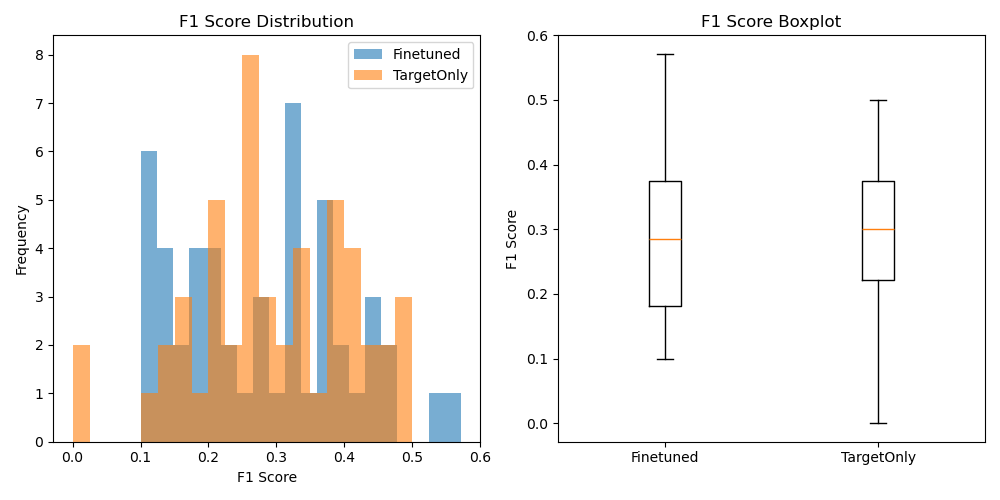 F1 Score Distribution
Finetuned
TargetOnly
8
7
6
5
4
3
2
1
0
Frequency
0.0 0.1 0.2 0.3 0.4 0.5 0.6
F1 Score
F1 Score Boxplot
0.6
0.5
0.4
0.3
0.2
0.1
0.0
F1 Score
Finetuned TargetOnly